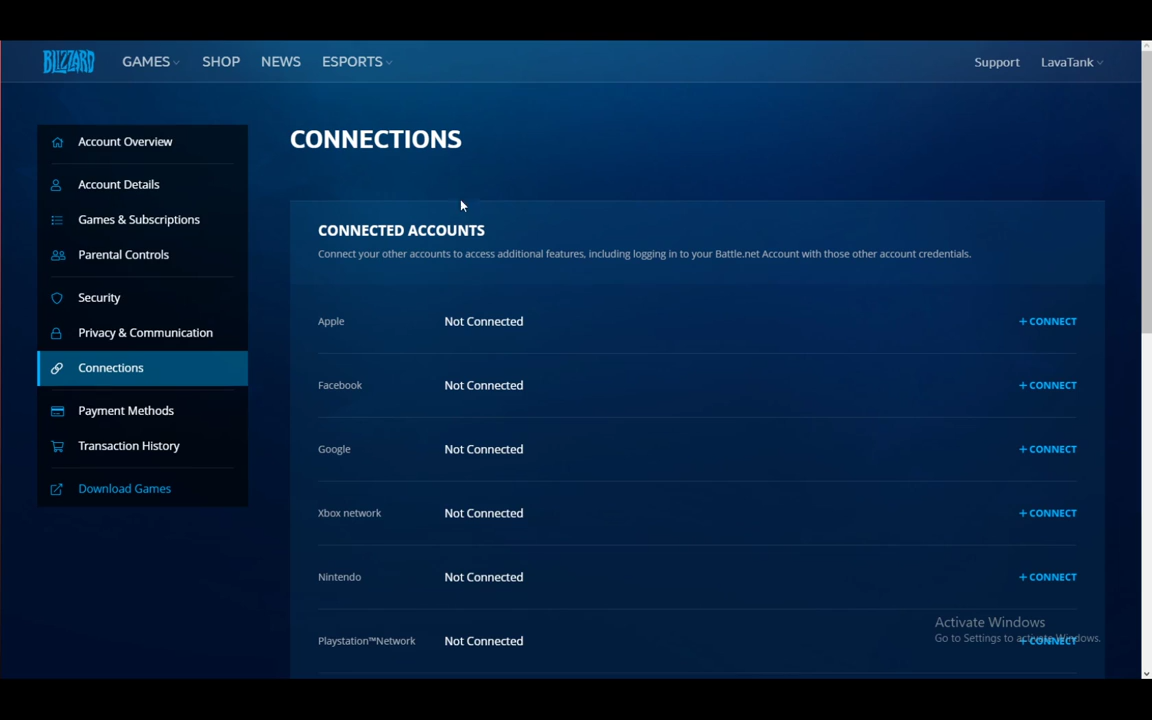 BLIZZARD GAMES SHOP NEWS ESPORTS Support LavaTank
Account Overview
Account Details
Games & Subscriptions
Parental Controls
Security
Privacy & Communication
Connections
Payment Methods
Transaction History
Download Games
CONNECTIONS
CONNECTED ACCOUNTS
Connect your other accounts to access additional features, including logging in to your Battle.net Account with those other account credentials.
Apple Not Connected + CONNECT
Facebook Not Connected + CONNECT
Google Not Connected + CONNECT
Xbox network Not Connected + CONNECT
Nintendo Not Connected + CONNECT
Playstation™Network Not Connected + CONNECT
Activate Windows
Go to Settings to activate Windows.